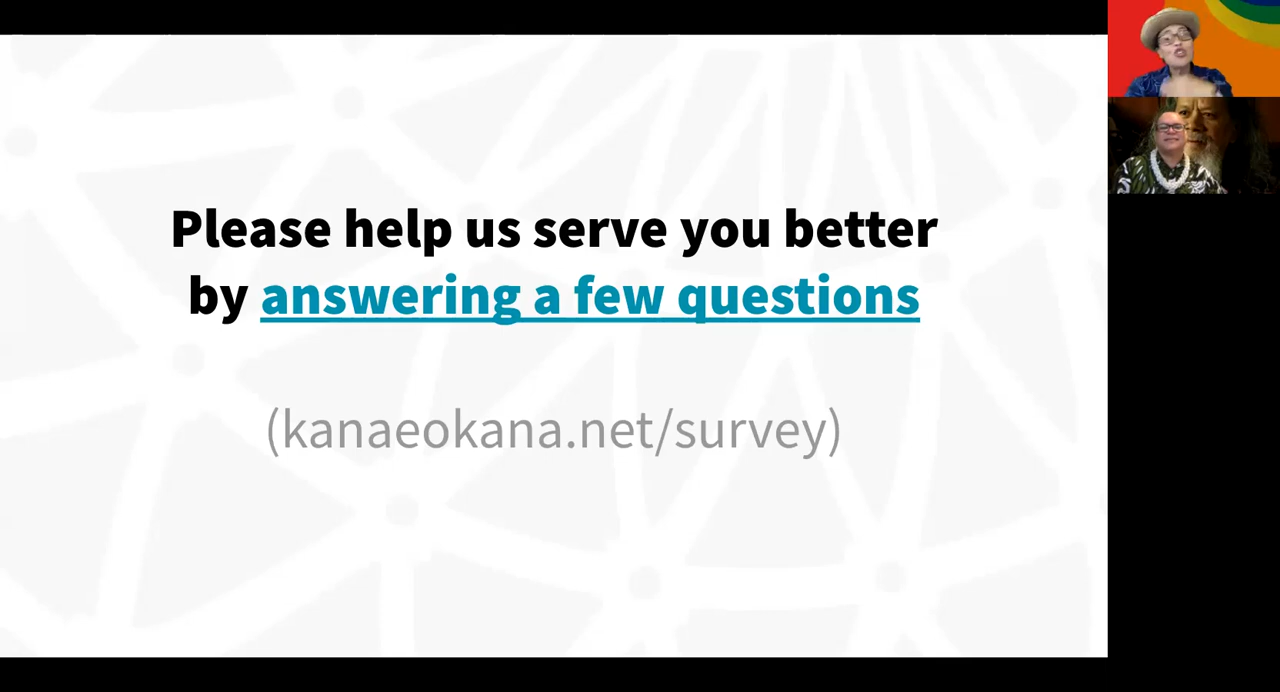 Please help us serve you better
by answering a few questions
(kanaeokana.net/survey)